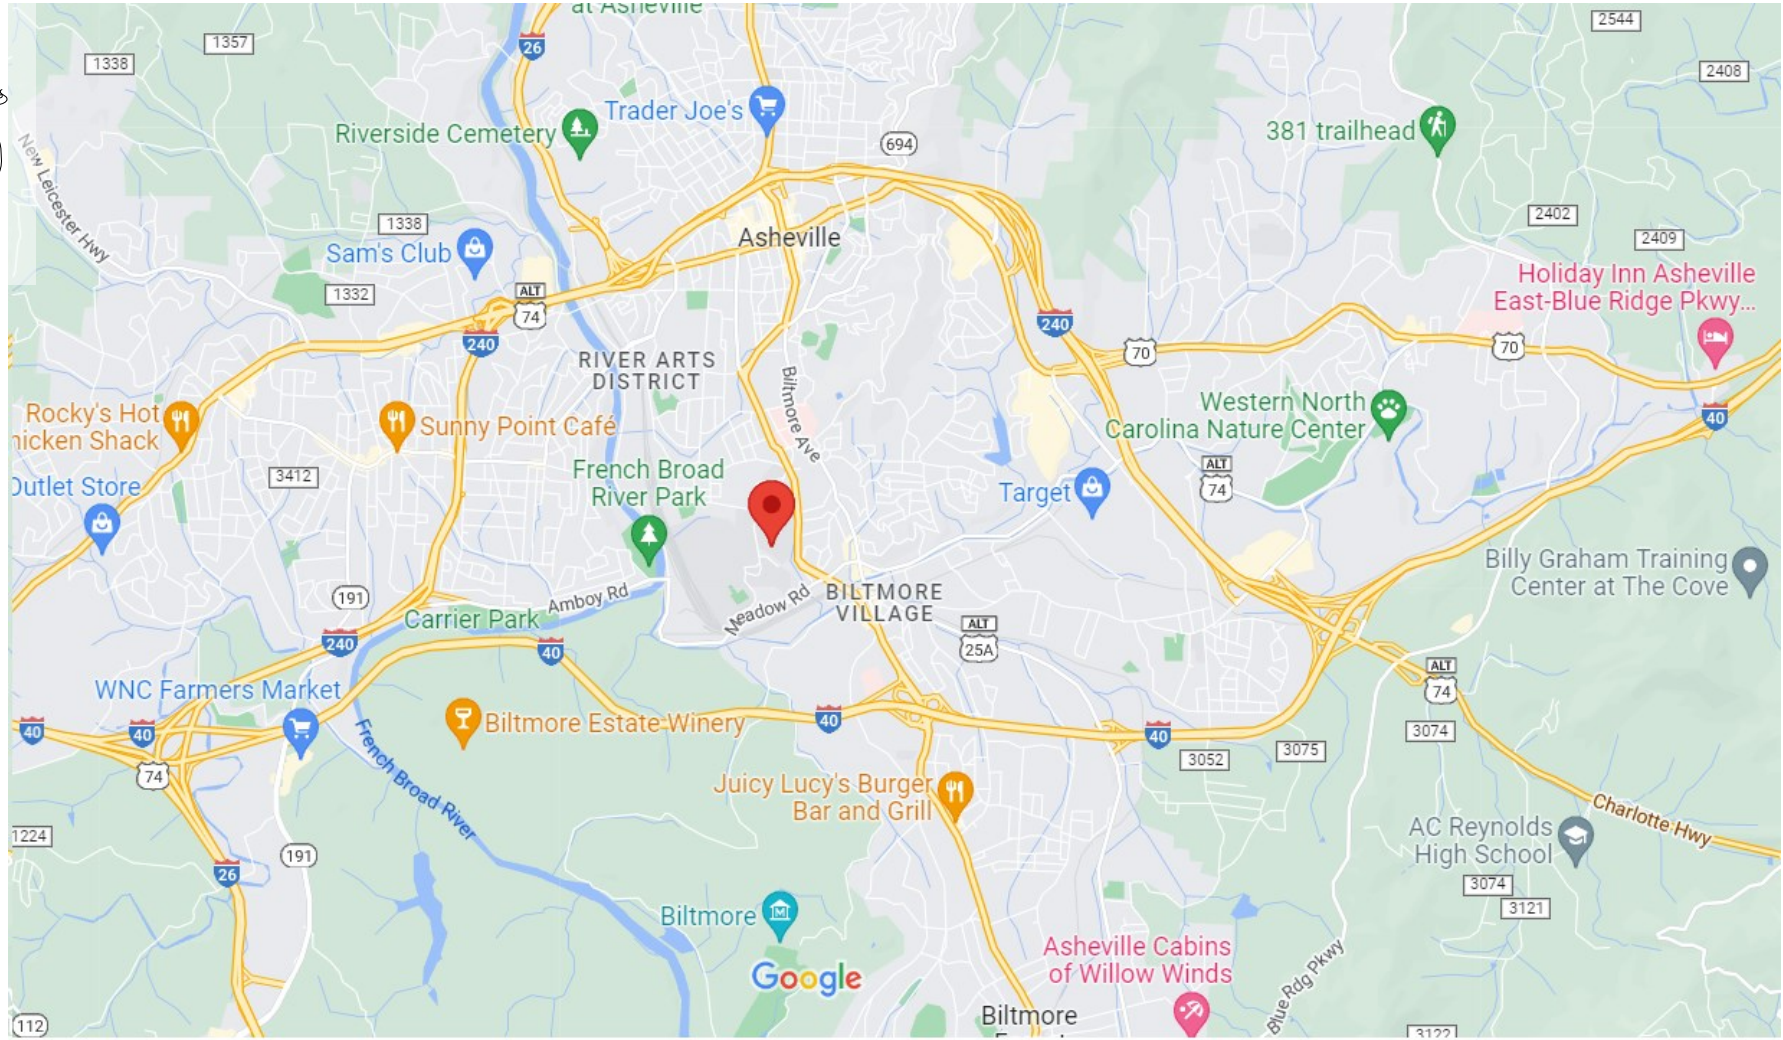 at Asheville
2544
1357
26
1338
2408
Trader Joe's
Riverside Cemetery
381 trailhead
694
New Leicester Hwy
1338
2402
Asheville
2409
Sam's Club
Holiday Inn Asheville
East-Blue Ridge Pkwy...
1332
ALT
74
240
240
70
70
RIVER ARTS
DISTRICT
Biltmore Ave
Western North
Carolina Nature Center
40
Rocky's Hot
hicken Shack
Sunny Point Café
French Broad
River Park
3412
ALT
74
Outlet Store
Target
Billy Graham Training
Center at The Cove
191
Amboy Rd
Meadow Rd
BILTMORE
VILLAGE
Carrier Park
ALT
25A
240
40
WNC Farmers Market
ALT
74
40
40
Biltmore Estate Winery
40
40
3074
3052
3075
74
French Broad River
Juicy Lucy's Burger
Bar and Grill
Charlotte Hwy
1224
AC Reynolds
High School
191
26
3074
3121
Biltmore
Asheville Cabins
of Willow Winds
Google
Blue Rdg Pkwy
Biltmore
112
3122